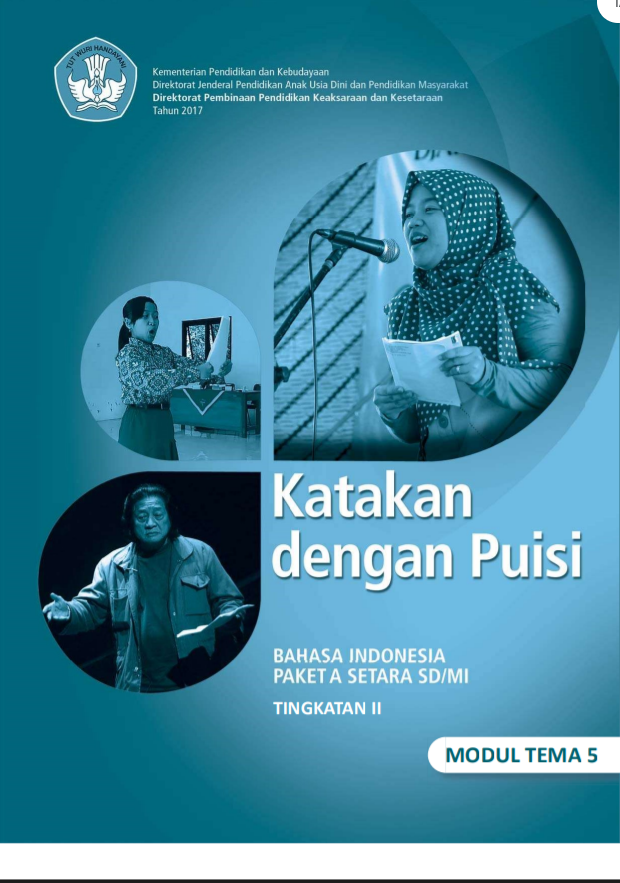 TUT WURI HANDAYANI
Kementerian Pendidikan dan Kebudayaan
Direktorat Jenderal Pendidikan Anak Usia Dini dan Pendidikan Masyarakat
Direktorat Pembinaan Pendidikan Keaksaraan dan Kesetaraan
Tahun 2017
Katakan
dengan Puisi
BAHASA INDONESIA
PAKET A SETARA SD/MI
TINGKATAN II
MODUL TEMA 5